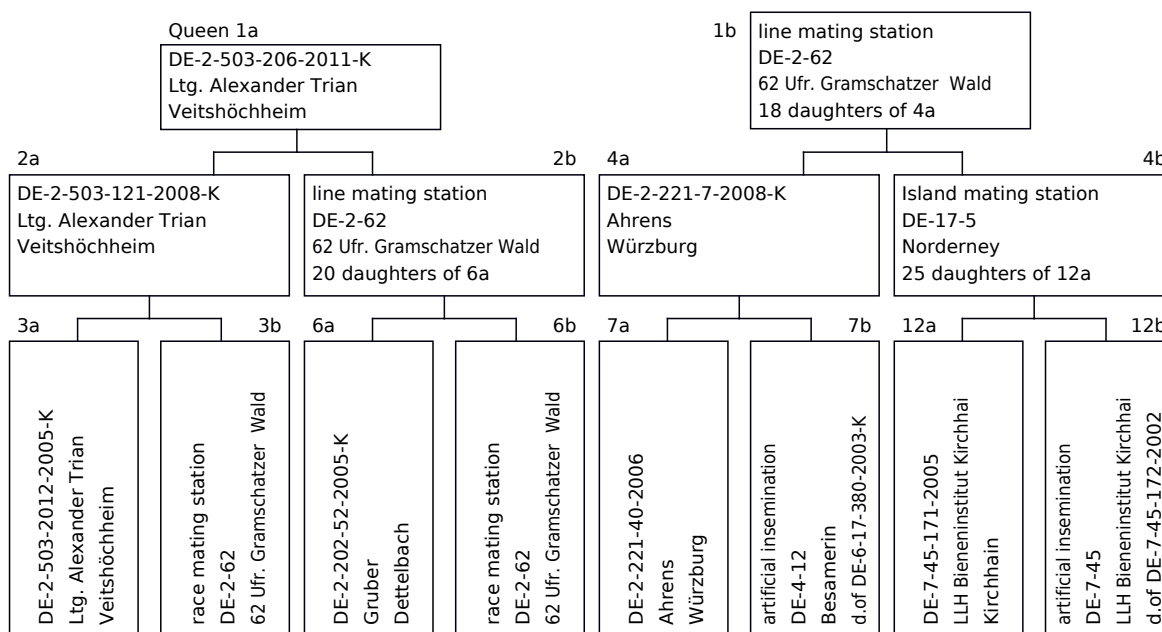 Queen 1a
DE-2-503-206-2011-K
Ltg. Alexander Trian
Veitshöchheim
1b
line mating station
DE-2-62
62 Ufr. Gramschatzer Wald
18 daughters of 4a
2a
DE-2-503-121-2008-K
Ltg. Alexander Trian
Veitshöchheim
2b
line mating station
DE-2-62
62 Ufr. Gramschatzer Wald
20 daughters of 6a
4a
DE-2-221-7-2008-K
Ahrens
Würzburg
4b
Island mating station
DE-17-5
Norderney
25 daughters of 12a
3a
DE-2-503-2012-2005-K
Ltg. Alexander Trian
Veitshöchheim
3b
race mating station
DE-2-62
62 Ufr. Gramschatzer Wald
6a
DE-2-202-52-2005-K
Gruber
Dettelbach
6b
race mating station
DE-2-62
62 Ufr. Gramschatzer Wald
7a
DE-2-221-40-2006
Ahrens
Würzburg
7b
artificial insemination
DE-4-12
Besamerin
d.of DE-6-17-380-2003-K
12a
DE-7-45-171-2005
LLH Bieneninstitut Kirchhai
Kirchhain
12b
artificial insemination
DE-7-45
LLH Bieneninstitut Kirchhai
d.of DE-7-45-172-2002